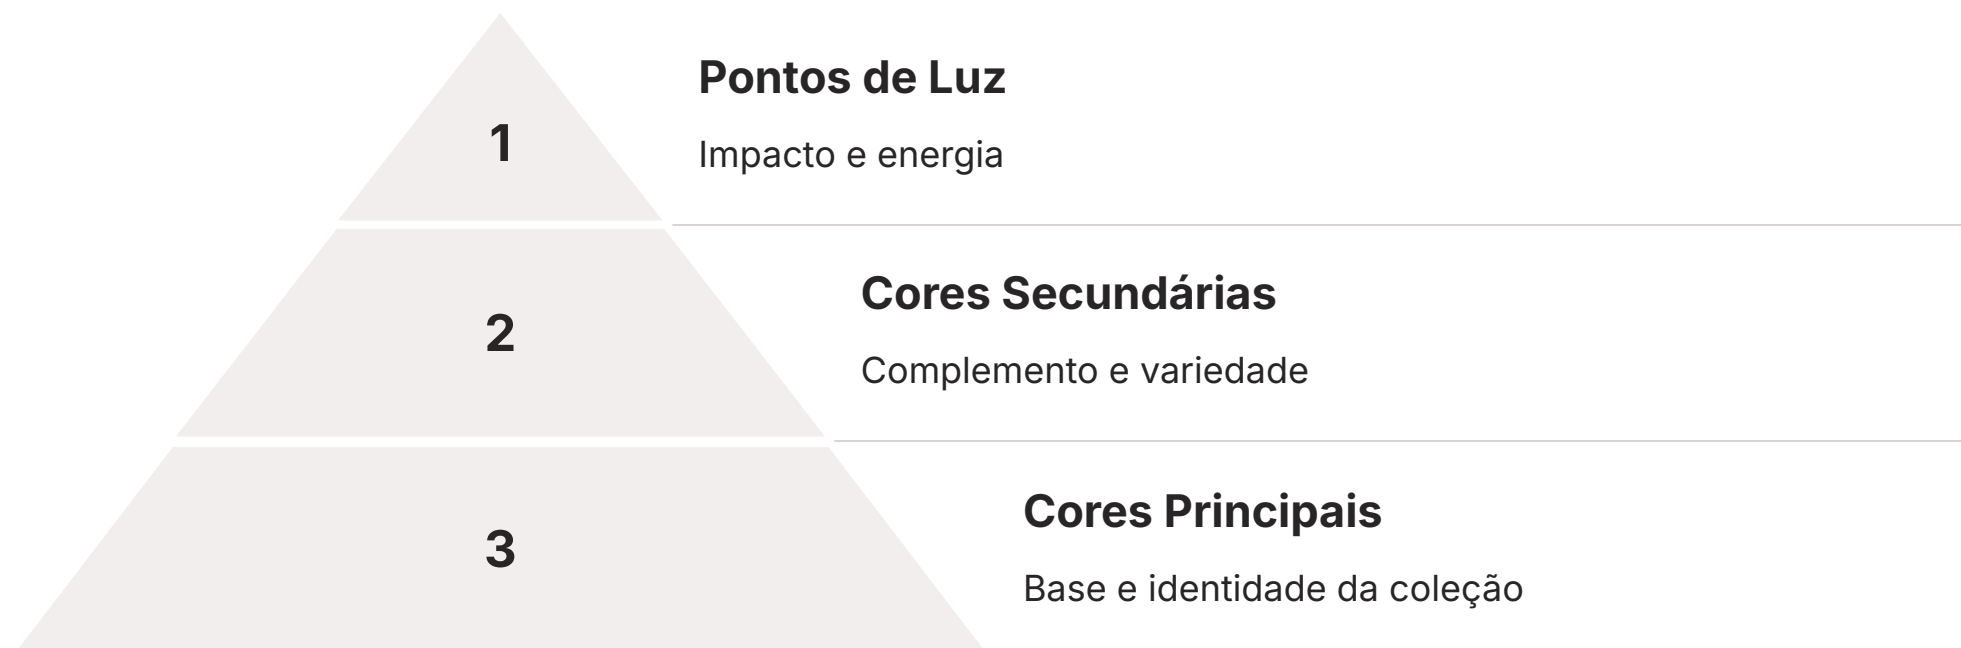 1
Pontos de Luz
Impacto e energia
2
Cores Secundárias
Complemento e variedade
3
Cores Principais
Base e identidade da coleção